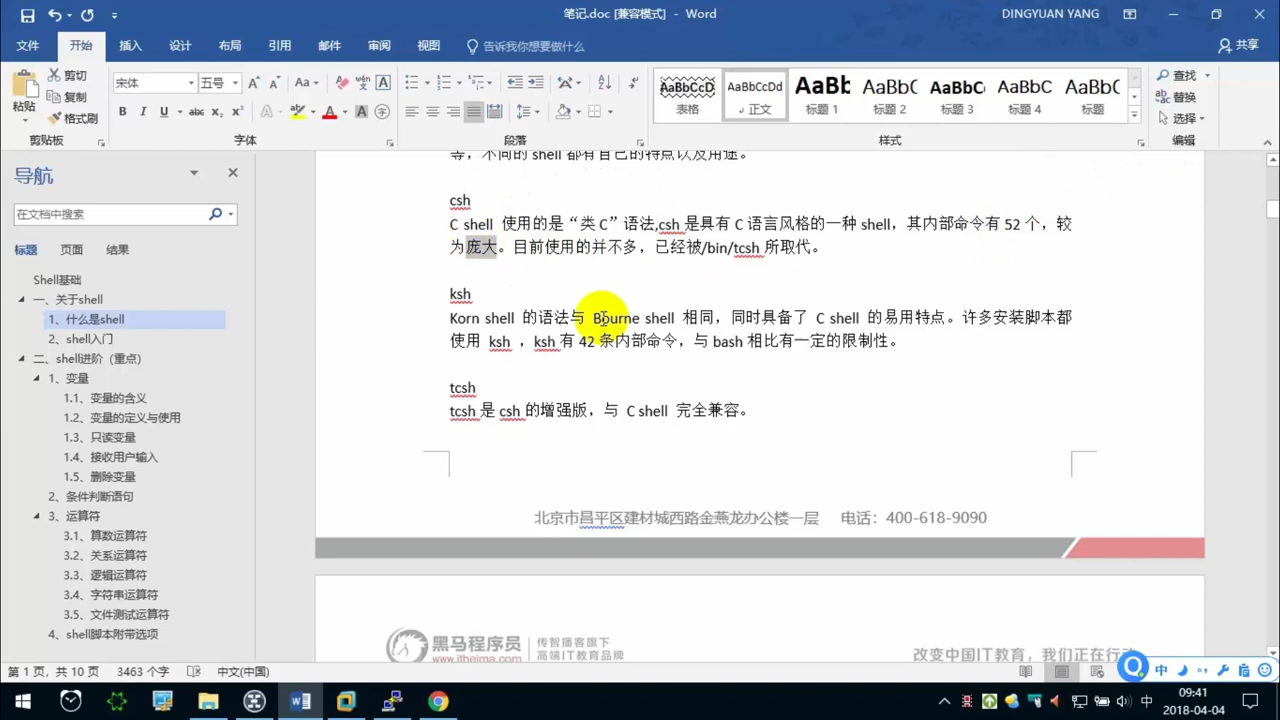 笔记.doc [兼容模式] - Word
DINGYUAN YANG
文件 开始 插入 设计 布局 引用 邮件 审阅 视图 告诉我你想要做什么 共享
粘贴 剪切 复制 格式刷
宋体 五号
AaBbCcD AaBbCcDd AaBb AaBbC AaBbC AaBbC AaBbC
表格 正文 标题 1 标题 2 标题 3 标题 4 标题
查找 替换 选择
剪贴板 字体 段落 样式 编辑
导航
在文档中搜索
标题 页面 结果
Shell基础
一、关于shell
1、什么是shell
2、shell入门
二、shell进阶（重点）
1、变量
1.1、变量的含义
1.2、变量的定义与使用
1.3、只读变量
1.4、接收用户输入
1.5、删除变量
2、条件判断语句
3、运算符
3.1、算数运算符
3.2、关系运算符
3.3、逻辑运算符
3.4、字符串运算符
3.5、文件测试运算符
4、shell脚本附带选项
等，不同的 shell 都有自己的特点以及用途。
csh
C shell 使用的是“类 C”语法,csh 是具有 C 语言风格的一种 shell，其内部命令有 52 个，较
为庞大。目前使用的并不多，已经被/bin/tcsh 所取代。
ksh
Korn shell 的语法与 Bourne shell 相同，同时具备了 C shell 的易用特点。许多安装脚本都
使用 ksh ，ksh 有 42 条内部命令，与 bash 相比有一定的限制性。
tcsh
tcsh 是 csh 的增强版，与 C shell 完全兼容。
北京市昌平区建材城西路金燕龙办公楼一层 电话：400-618-9090
黑马程序员
www.itheima.com
传智播客旗下
高端IT教育品牌
改变中国IT教育，我们正在行动
第 1 页，共 10 页 3463 个字 中文(中国)
中
中
09:41
2018-04-04